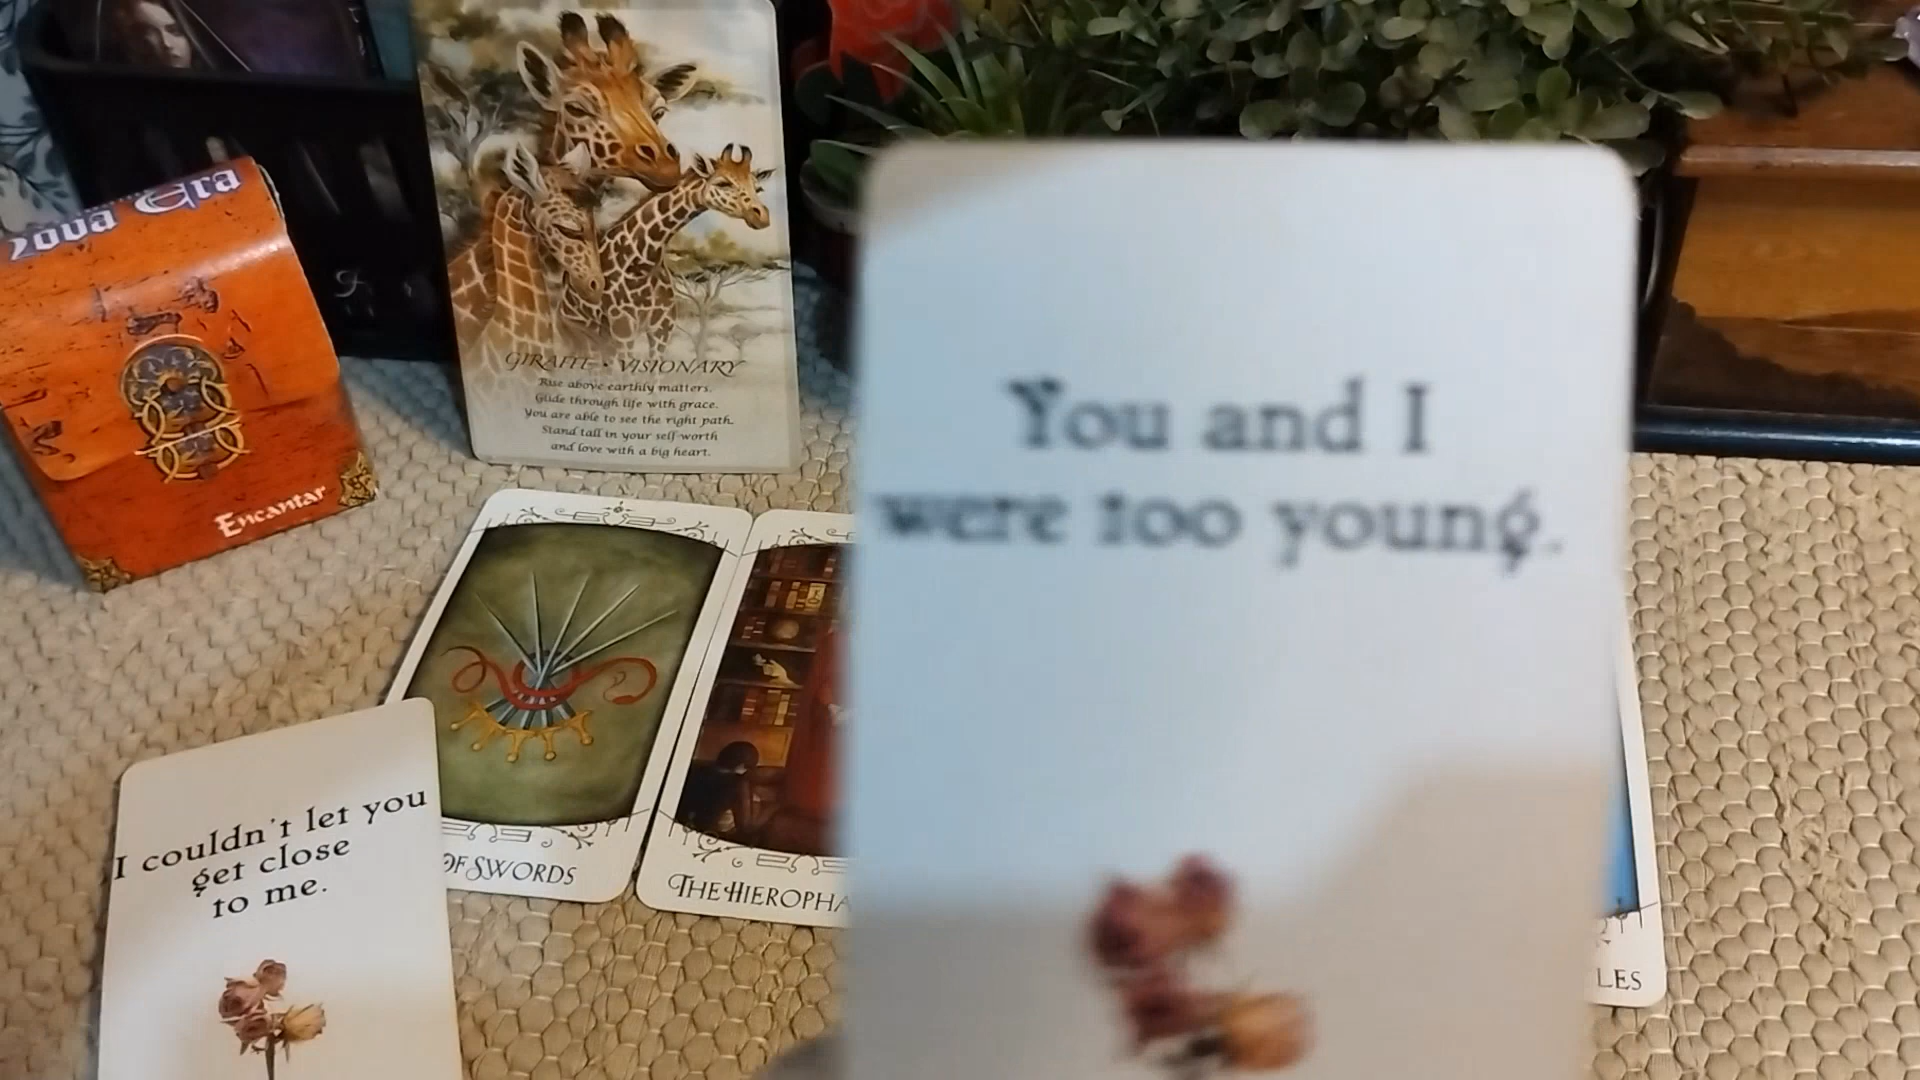 Nova Era
Encantar
GIRAFFE • VISIONARY
Rise above earthly matters.
Glide through life with grace.
You are able to see the right path.
Stand tall in your self-worth
and love with a big heart.
You and I
were too young.
I couldn't let you
get close
to me.
OF SWORDS
THE HIEROPHA
LES